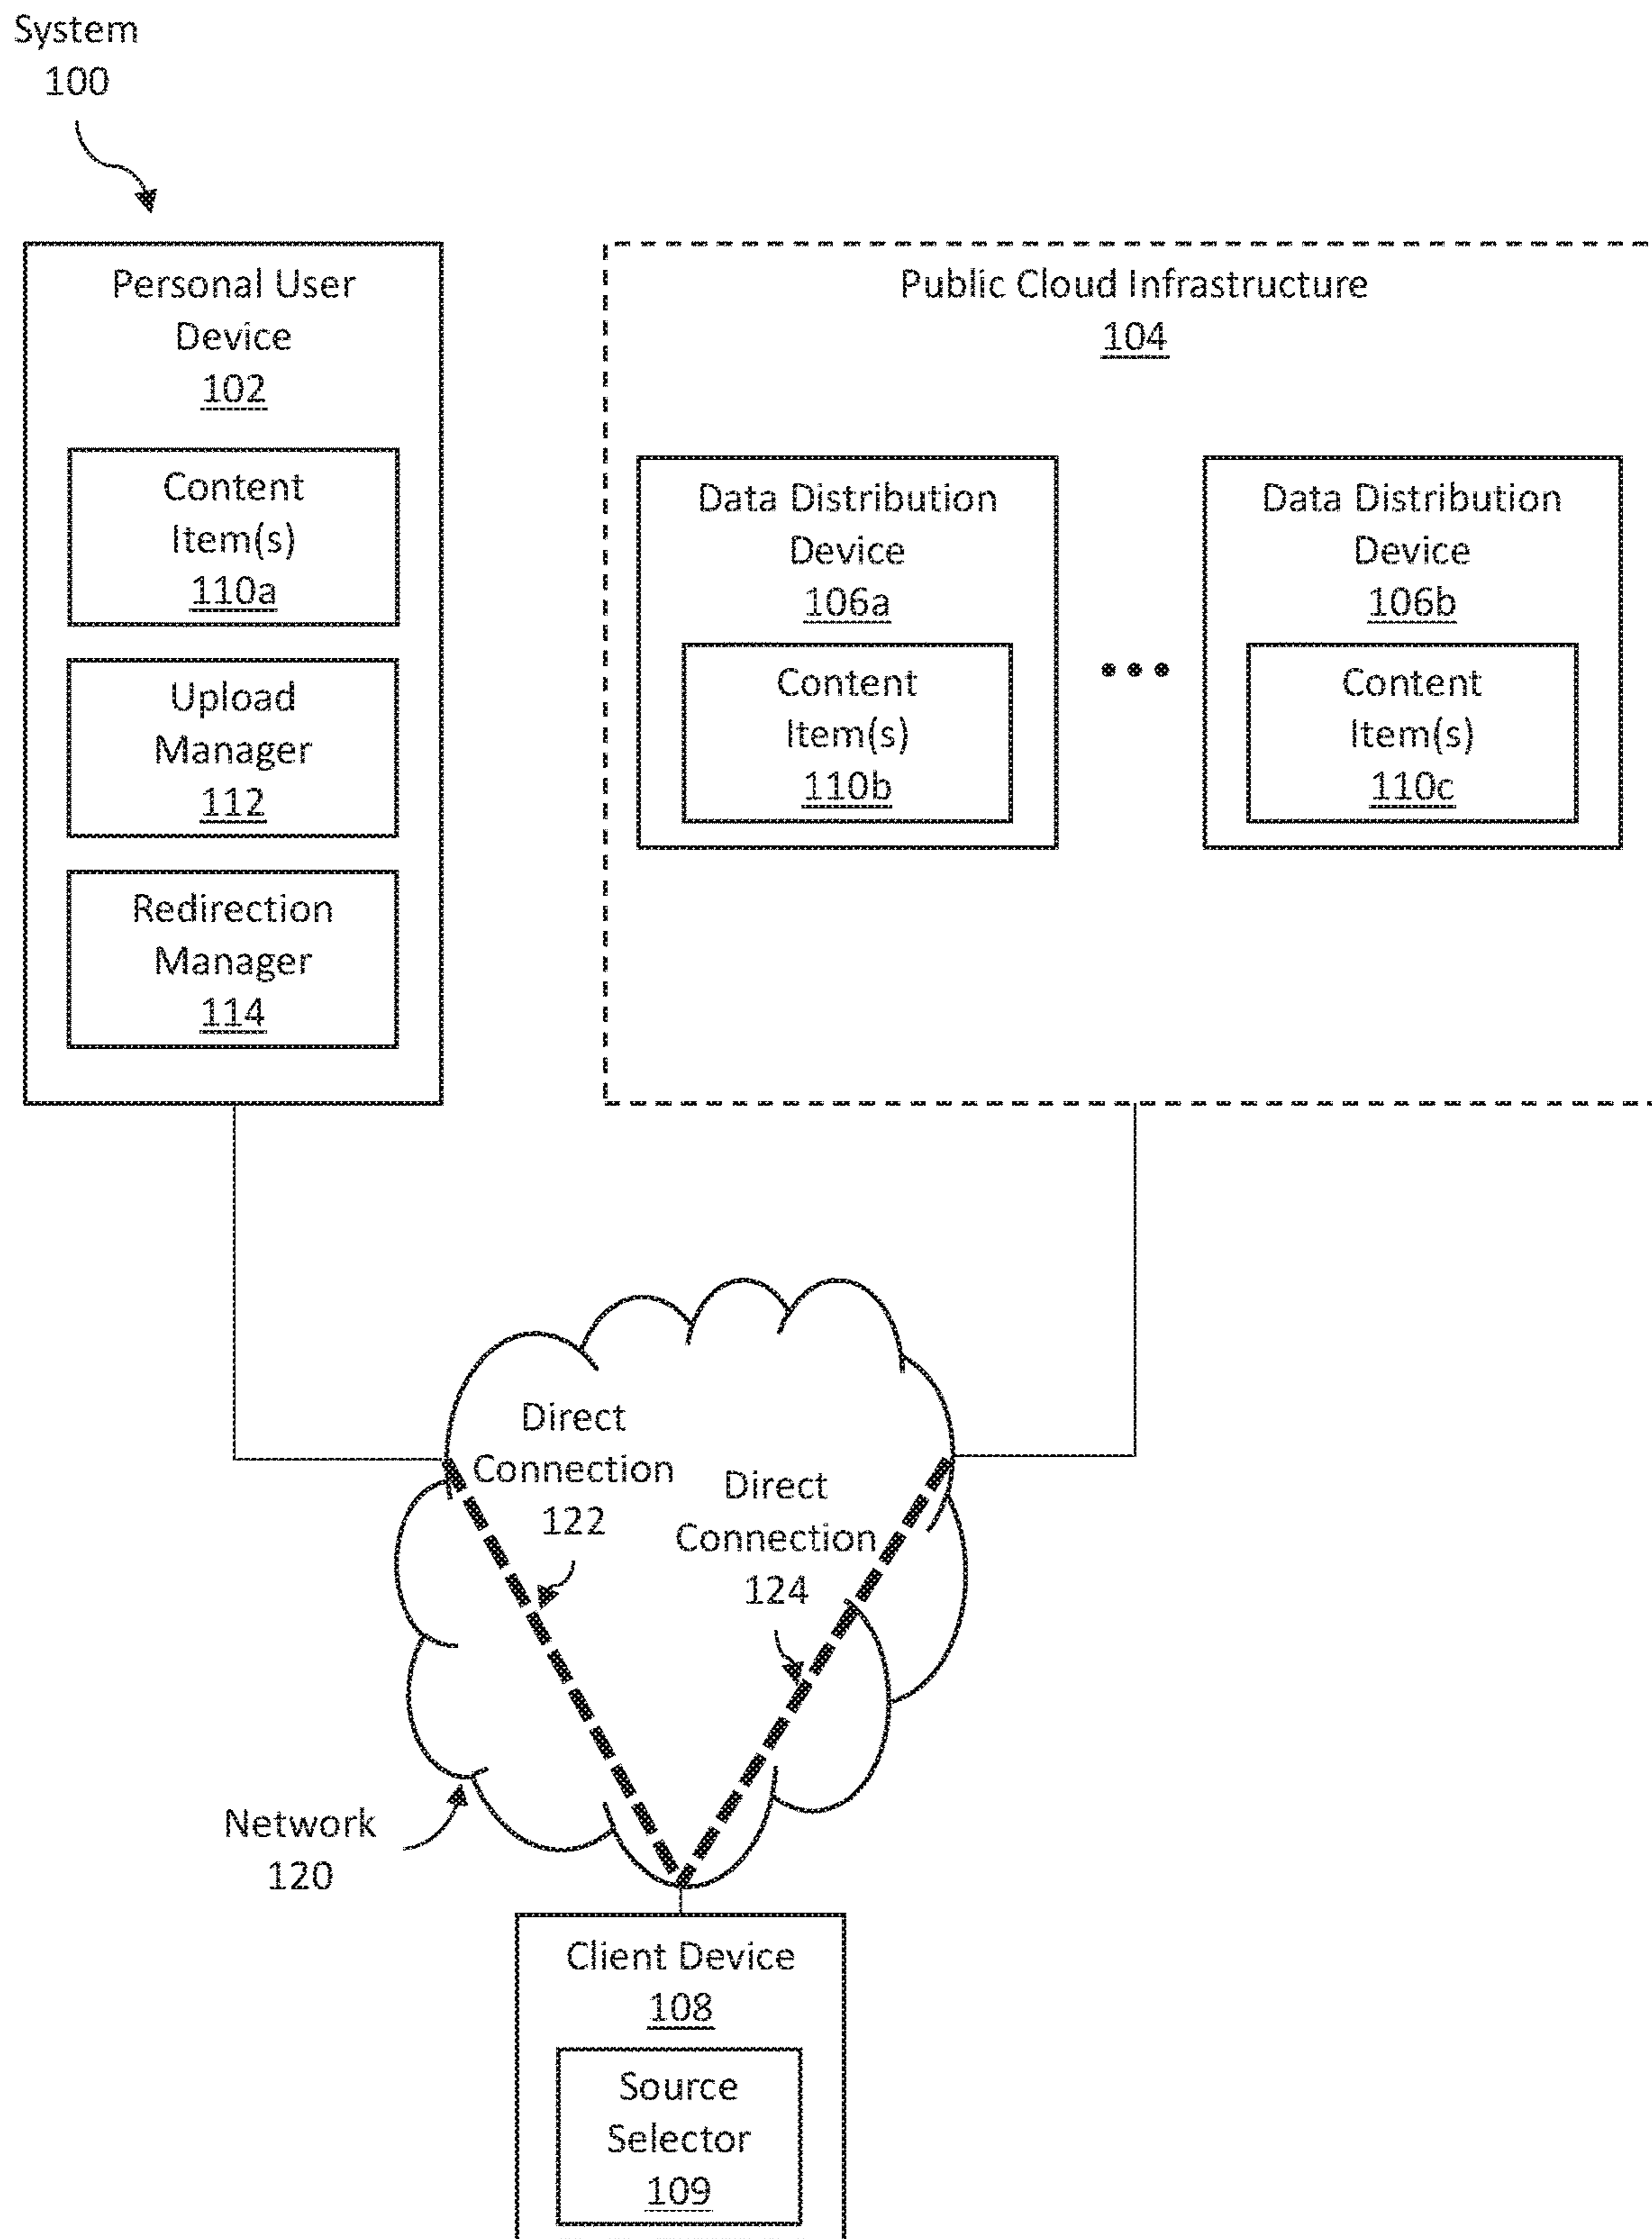 System
100
Personal User
Device
102
Content
Item(s)
110a
Upload
Manager
112
Redirection
Manager
114
Public Cloud Infrastructure
104
Data Distribution
Device
106a
Content
Item(s)
110b
Data Distribution
Device
106b
Content
Item(s)
110c
Direct
Connection
122
Direct
Connection
124
Network
120
Client Device
108
Source
Selector
109